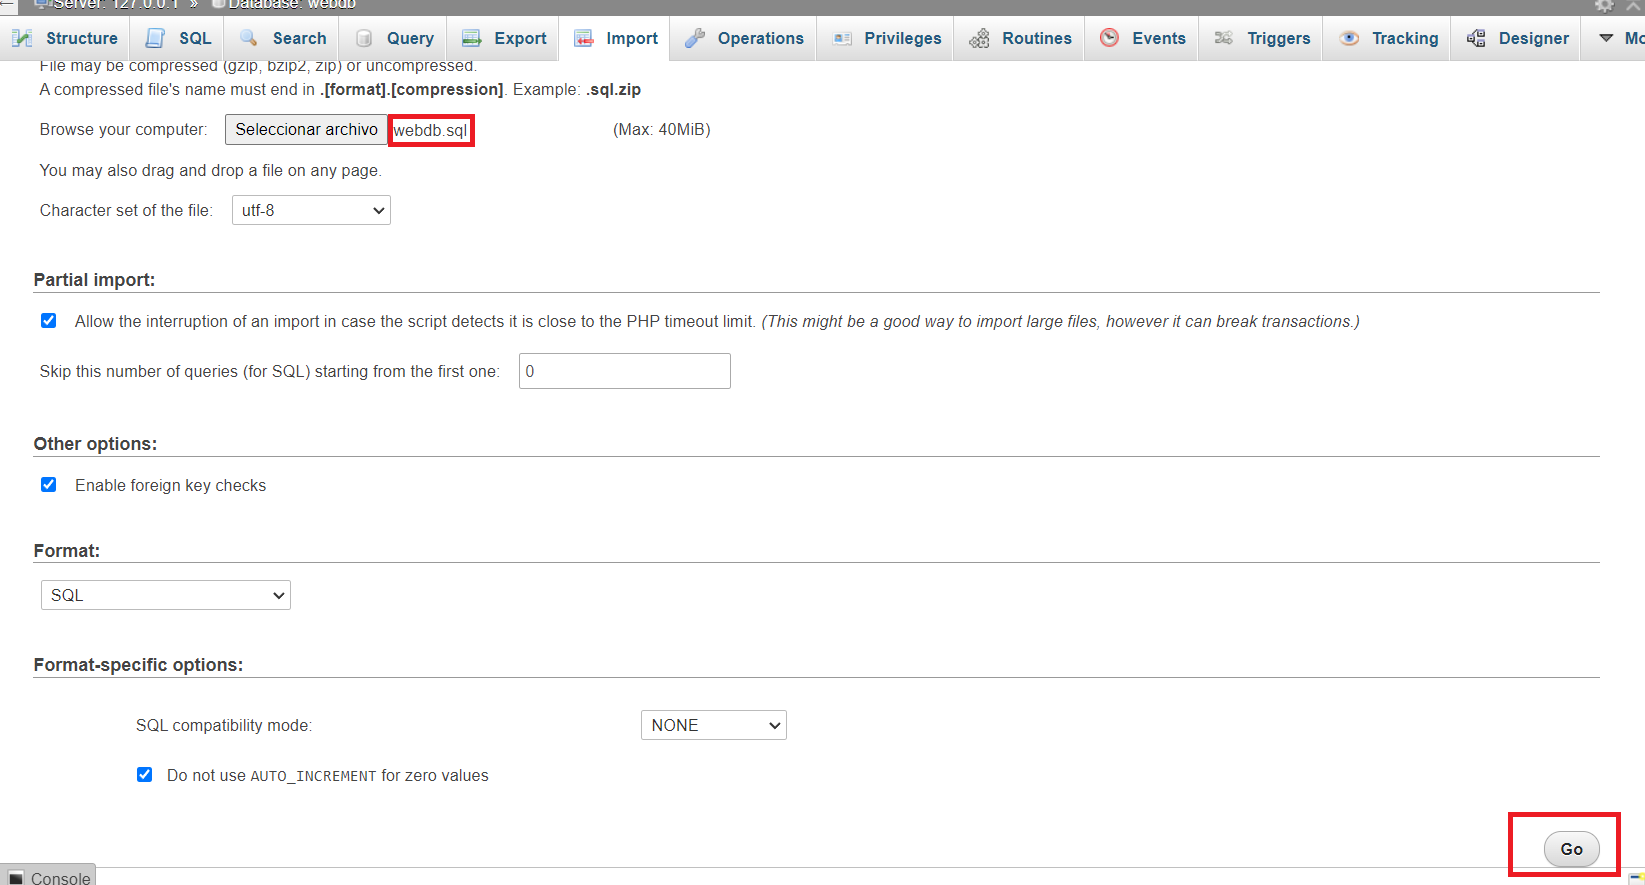 Server: 127.0.0.1 » Database: webdb
Structure SQL Search Query Export Import Operations Privileges Routines Events Triggers Tracking Designer Mo
File may be compressed (gzip, bzip2, zip) or uncompressed.
A compressed file's name must end in .[format].[compression]. Example: .sql.zip
Browse your computer: Seleccionar archivo webdb.sql (Max: 40MiB)
You may also drag and drop a file on any page.
Character set of the file: utf-8
Partial import:
Allow the interruption of an import in case the script detects it is close to the PHP timeout limit. (This might be a good way to import large files, however it can break transactions.)
Skip this number of queries (for SQL) starting from the first one: 0
Other options:
Enable foreign key checks
Format:
SQL
Format-specific options:
SQL compatibility mode: NONE
Do not use AUTO_INCREMENT for zero values
Go
Console